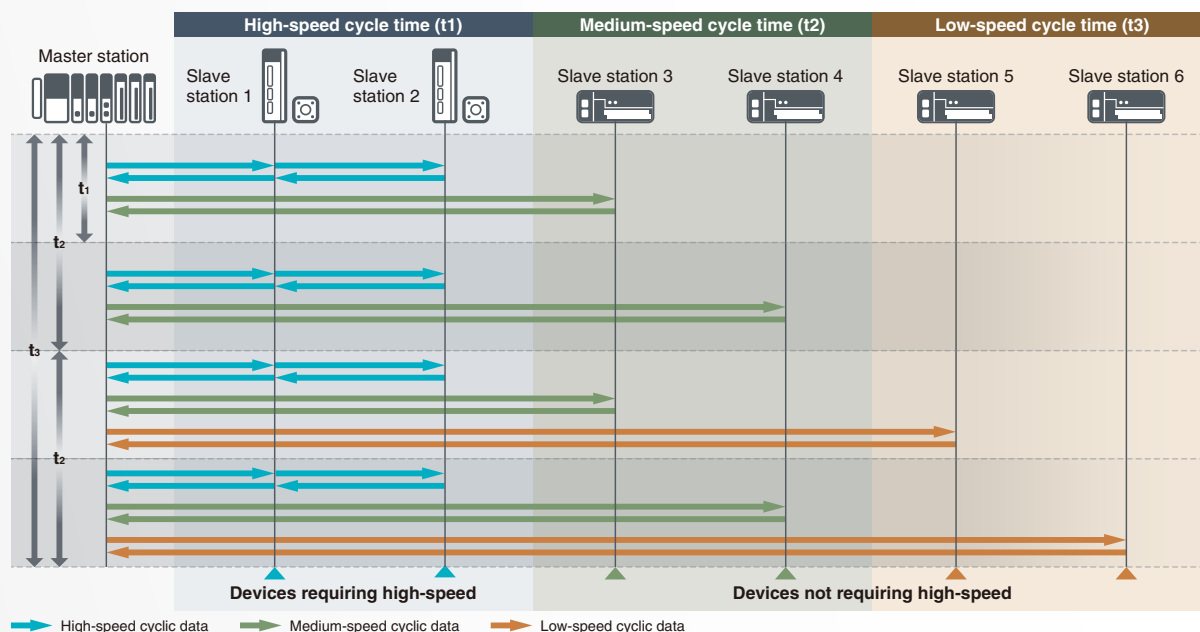 High-speed cycle time (t1)
Medium-speed cycle time (t2)
Low-speed cycle time (t3)
Master station
Slave
station 1
Slave
station 2
Slave station 3
Slave station 4
Slave station 5
Slave station 6
t1
t2
t3
t2
Devices requiring high-speed
Devices not requiring high-speed
High-speed cyclic data
Medium-speed cyclic data
Low-speed cyclic data